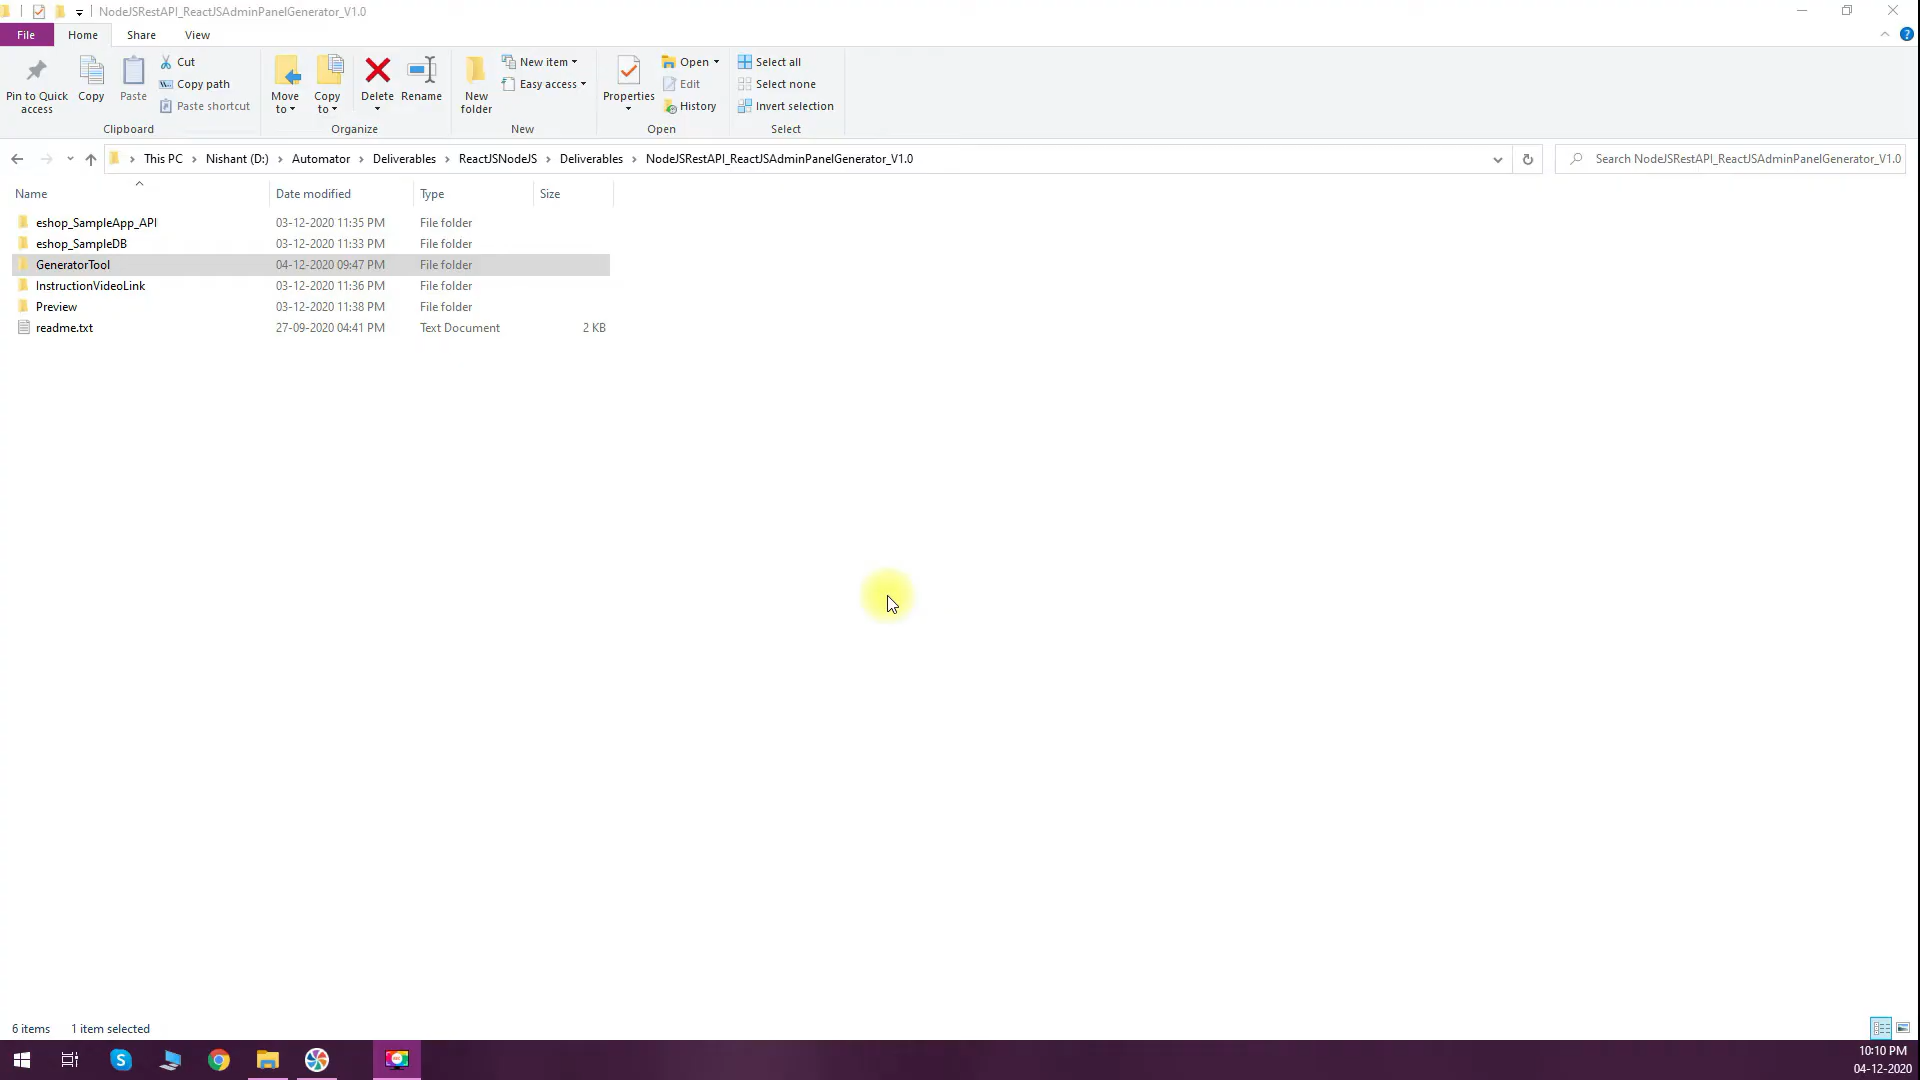 NodeJSRestAPI_ReactJSAdminPanelGenerator_V1.0
File Home Share View
Pin to Quick access
Copy
Paste
Cut
Copy path
Paste shortcut
Move to
Copy to
Delete
Rename
New folder
New item
Easy access
Properties
Open
Edit
History
Select all
Select none
Invert selection
Clipboard Organize New Open Select
This PC Nishant (D:) Automator Deliverables ReactJSNodeJS Deliverables NodeJSRestAPI_ReactJSAdminPanelGenerator_V1.0
Search NodeJSRestAPI_ReactJSAdminPanelGenerator_V1.0
Name Date modified Type Size
eshop_SampleApp_API 03-12-2020 11:35 PM File folder
eshop_SampleDB 03-12-2020 11:33 PM File folder
GeneratorTool 04-12-2020 09:47 PM File folder
InstructionVideoLink 03-12-2020 11:36 PM File folder
Preview 03-12-2020 11:38 PM File folder
readme.txt 27-09-2020 04:41 PM Text Document 2 KB
6 items 1 item selected
10:10 PM
04-12-2020